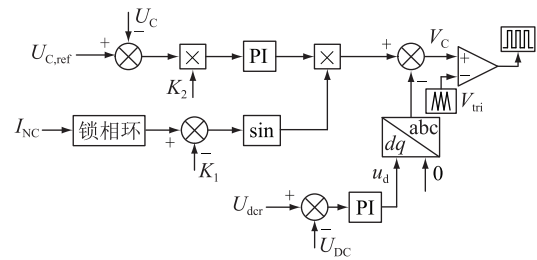 U_C
U_C,ref + − × PI × + − V_C + −
K_2
V_tri
I_NC 锁相环 + − sin
K_1
abc
dq
u_d 0
U_dcr + − PI
U_DC